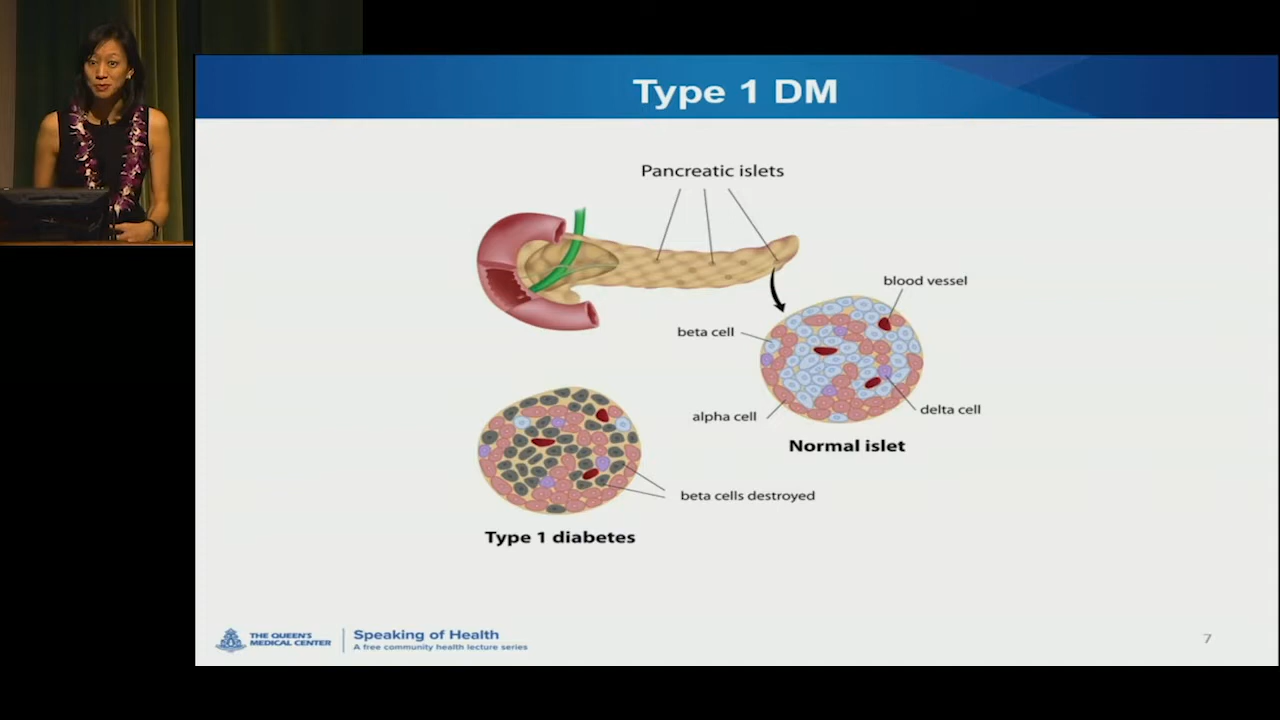 Type 1 DM
Pancreatic islets
blood vessel
beta cell
alpha cell
delta cell
Normal islet
beta cells destroyed
Type 1 diabetes
THE QUEEN'S
MEDICAL CENTER
Speaking of Health
A free community health lecture series
7